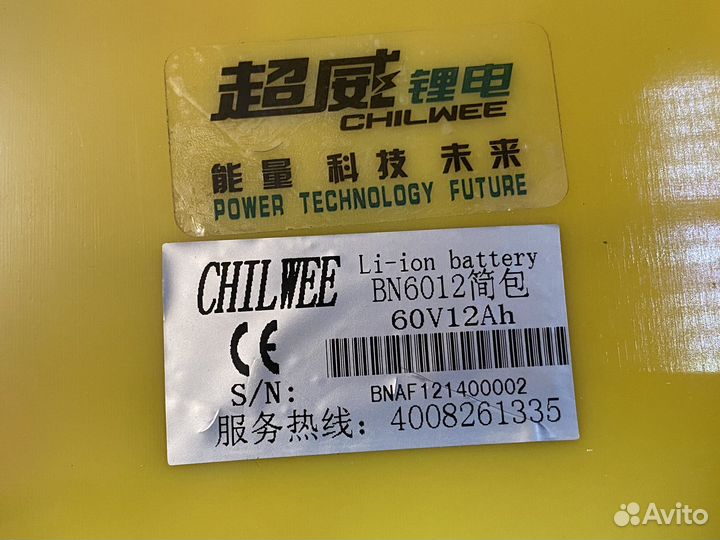 超威锂电
CHILWEE
能量 科技 未来
POWER TECHNOLOGY FUTURE
CHILWEE
Li-ion battery
BN6012简包
60V12Ah
CE
S/N:
BNAF121400002
服务热线: 4008261335
Avito